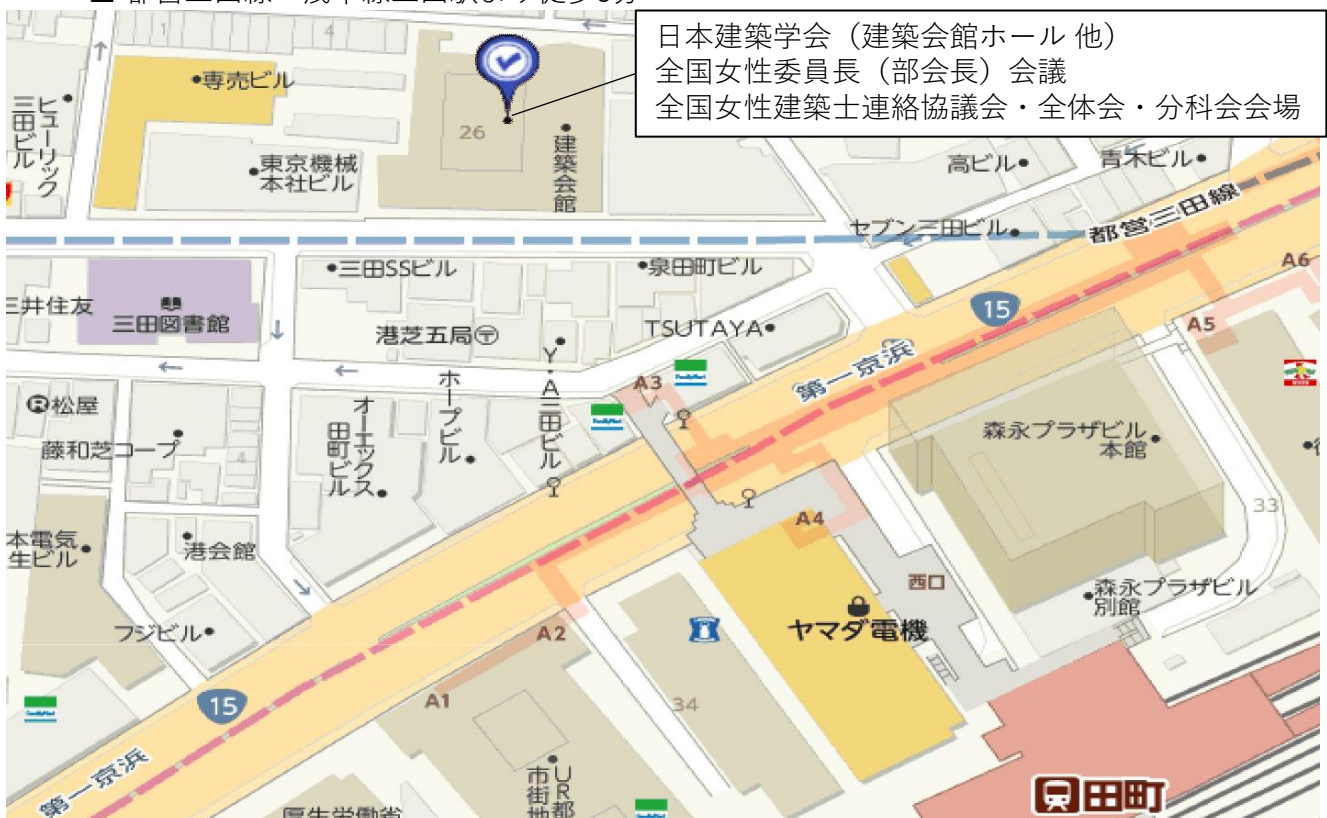 日本建築学会（建築会館ホール 他）
全国女性委員長（部会長）会議
全国女性建築士連絡協議会・全体会・分科会会場
1
4
専売ビル
ヒューリック
三田ビル
26
建築会館
東京機械
本社ビル
高ビル
青木ビル
セブン三田ビル
都営三田線
三田SSビル
泉田町ビル
A6
三井住友
三田図書館
15
港芝五局
TSUTAYA
A5
第一京浜
Y・A三田ビル
A3
松屋
ホープビル
オーエックス
田町ビルス
森永プラザビル
本館
藤和芝コープ
4
33
A4
本電気
生ビル
港会館
西口
森永プラザビル
別館
フジビル
A2
ヤマダ電機
15
A1
34
第一京浜
UR都
市街地
田町
厚生労働省